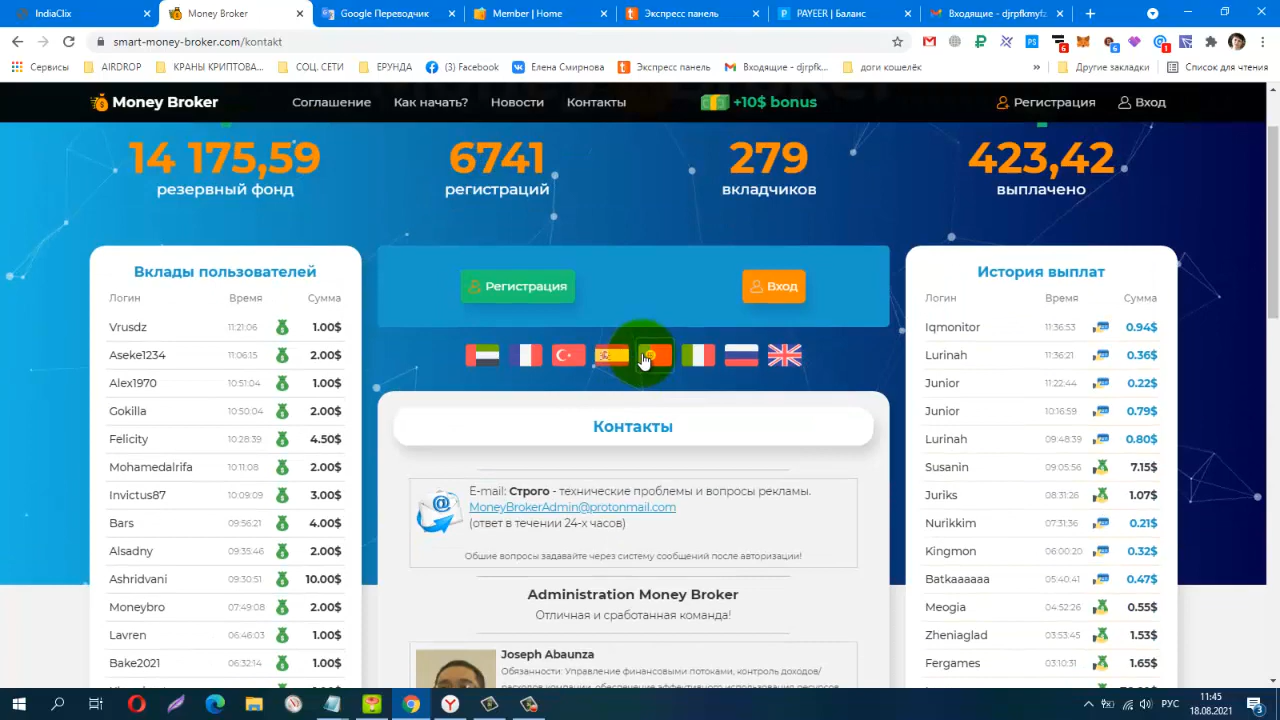 IndiaClix
Money Broker
Google Переводчик
Member | Home
Экспресс панель
PAYEER | Баланс
Входящие - djrpfkmyfz
smart-money-broker.com/kontakt
Сервисы
AIRDROP
КРАНЫ КРИПТОВА...
СОЦ. СЕТИ
ЕРУНДА
(3) Facebook
Елена Смирнова
Экспресс панель
Входящие - djrpfk...
доги кошелёк
Другие закладки
Список для чтения
Money Broker
Соглашение
Как начать?
Новости
Контакты
+10$ bonus
Регистрация
Вход
14 175,59
резервный фонд
6741
регистраций
279
вкладчиков
423,42
выплачено
Вклады пользователей
Логин Время Сумма
Vrusdz 11:21:06 1.00$
Aseke1234 11:06:15 2.00$
Alex1970 10:51:04 1.00$
Gokilla 10:50:04 2.00$
Felicity 10:28:39 4.50$
Mohamedalrifa 10:11:08 2.00$
Invictus87 10:09:09 3.00$
Bars 09:56:21 4.00$
Alsadny 09:35:46 2.00$
Ashridvani 09:30:51 10.00$
Moneybro 07:49:08 2.00$
Lavren 06:46:03 1.00$
Bake2021 06:32:14 1.00$
Регистрация
Вход
Контакты
E-mail: Строго - технические проблемы и вопросы рекламы.
MoneyBrokerAdmin@protonmail.com
(ответ в течении 24-х часов)
Общие вопросы задавайте через систему сообщений после авторизации!
Administration Money Broker
Отличная и сработанная команда!
Joseph Abaunza
Обязанности: Управление финансовыми потоками, контроль доходов/
расходов компании, обеспечение эффективного использования ресурсов
История выплат
Логин Время Сумма
Iqmonitor 11:36:53 0.94$
Lurinah 11:36:21 0.36$
Junior 11:22:44 0.22$
Junior 10:16:59 0.79$
Lurinah 09:48:39 0.80$
Susanin 09:05:56 7.15$
Juriks 08:31:26 1.07$
Nurikkim 07:31:36 0.21$
Kingmon 06:00:20 0.32$
Batkaaaaaa 05:40:41 0.47$
Meogia 04:52:26 0.55$
Zheniaglad 03:53:45 1.53$
Fergames 03:10:31 1.65$
РУС
11:45
18.08.2021